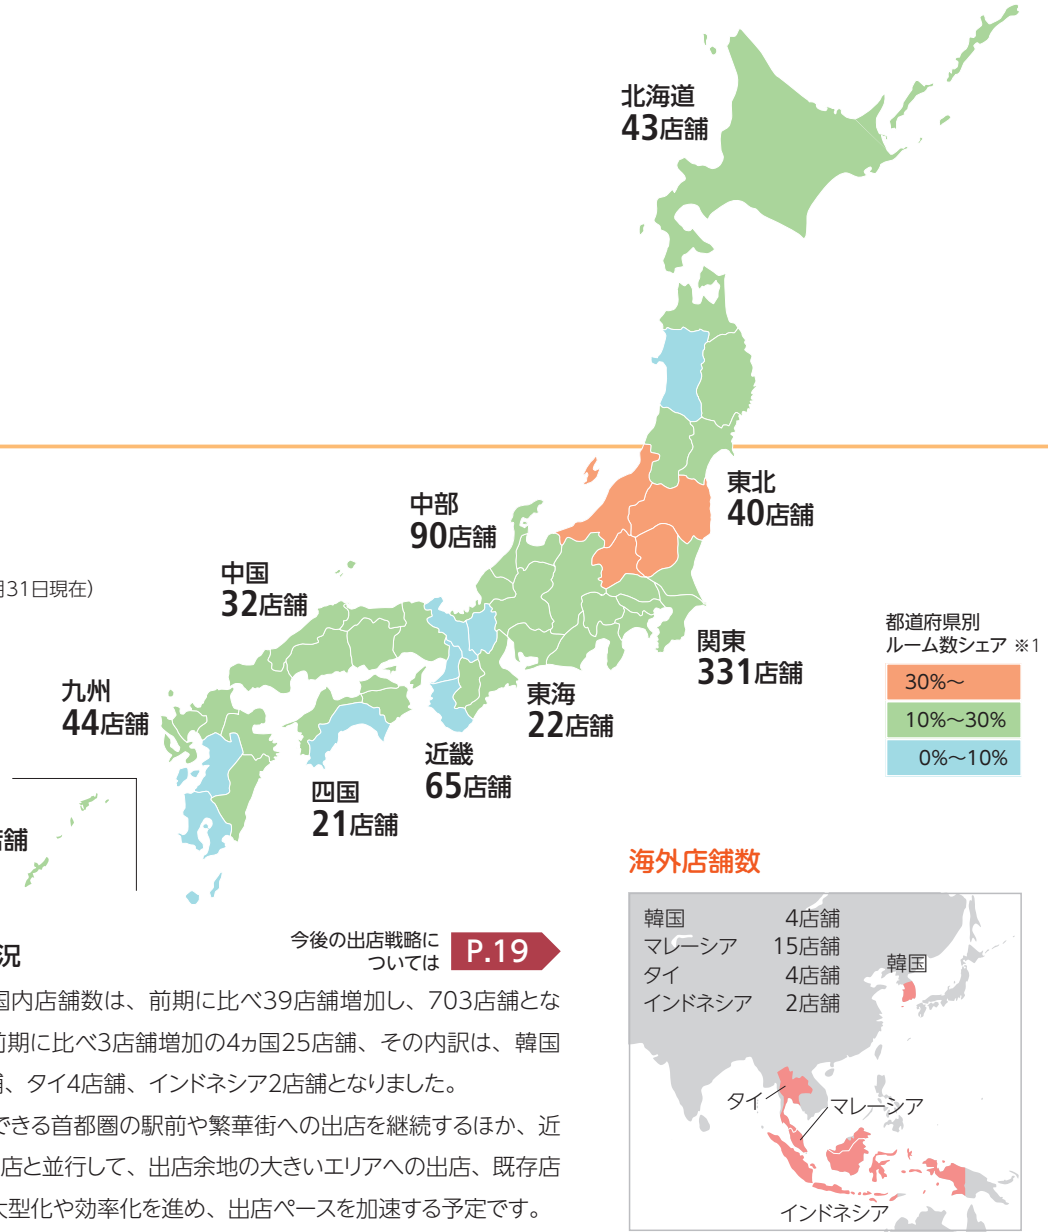 北海道
43店舗
東北
40店舗
中部
90店舗
月31日現在）
中国
32店舗
都道府県別
ルーム数シェア ※1
30%～
10%～30%
0%～10%
関東
331店舗
九州
44店舗
東海
22店舗
近畿
65店舗
四国
21店舗
店舗
海外店舗数
韓国 4店舗
マレーシア 15店舗
タイ 4店舗
インドネシア 2店舗
韓国
タイ
マレーシア
インドネシア
況
今後の出店戦略に
ついては
P.19
国内店舗数は、前期に比べ39店舗増加し、703店舗とな
前期に比べ3店舗増加の4ヵ国25店舗、その内訳は、韓国
舗、タイ4店舗、インドネシア2店舗となりました。
できる首都圏の駅前や繁華街への出店を継続するほか、近
店と並行して、出店余地の大きいエリアへの出店、既存店
大型化や効率化を進め、出店ペースを加速する予定です。